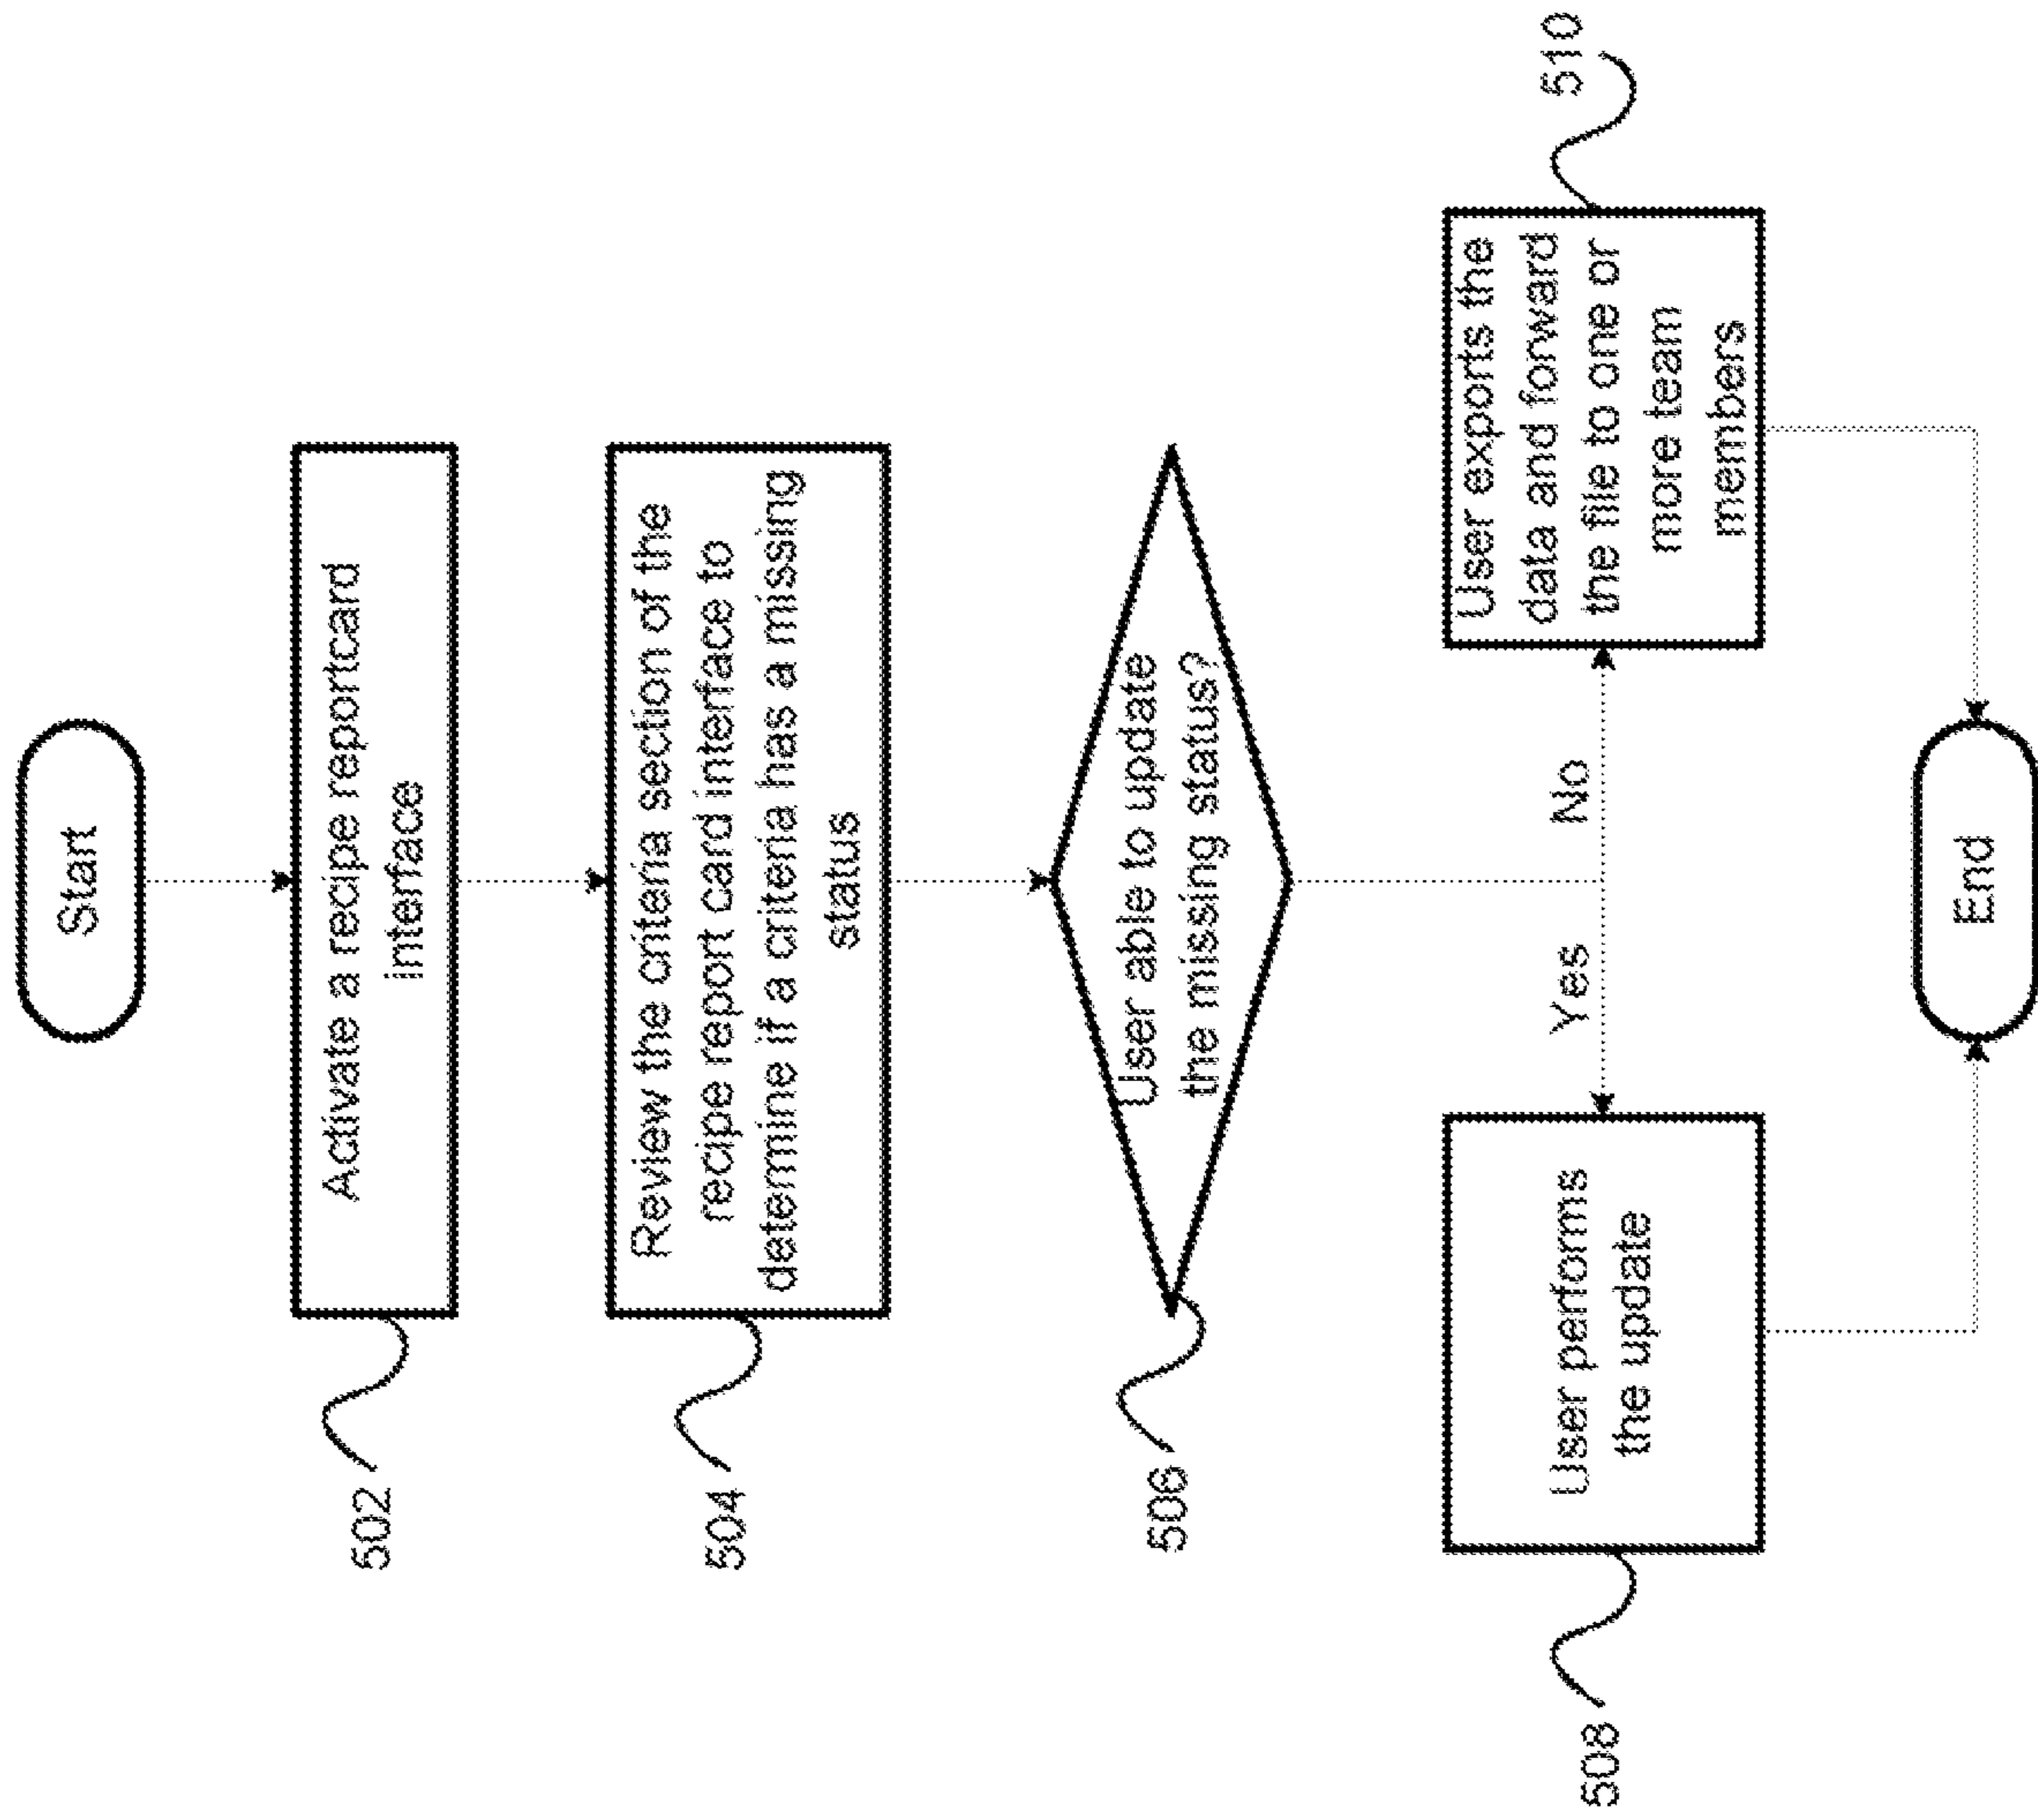 Start
502
Activate a recipe reportcard
interface
504
Review the criteria section of the
recipe report card interface to
determine if a criteria has a missing
status
506
User able to update
the missing status?
Yes
No
508
User performs
the update
510
User exports the
data and forward
the file to one or
more team
members
End